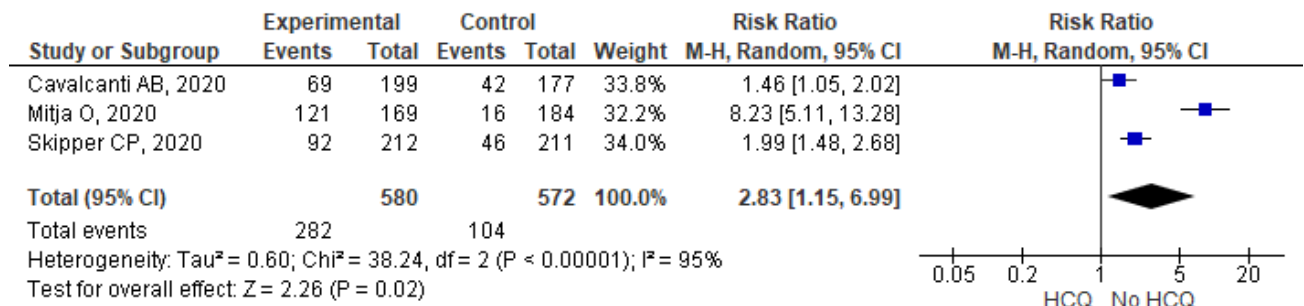 Experimental Control Risk Ratio Risk Ratio
Study or Subgroup Events Total Events Total Weight M-H, Random, 95% CI M-H, Random, 95% CI
Cavalcanti AB, 2020 69 199 42 177 33.8% 1.46 [1.05, 2.02]
Mitja O, 2020 121 169 16 184 32.2% 8.23 [5.11, 13.28]
Skipper CP, 2020 92 212 46 211 34.0% 1.99 [1.48, 2.68]
Total (95% CI) 580 572 100.0% 2.83 [1.15, 6.99]
Total events 282 104
Heterogeneity: Tau² = 0.60; Chi² = 38.24, df = 2 (P < 0.00001); I² = 95%
Test for overall effect: Z = 2.26 (P = 0.02)
0.05 0.2 1 5 20
HCQ No HCQ